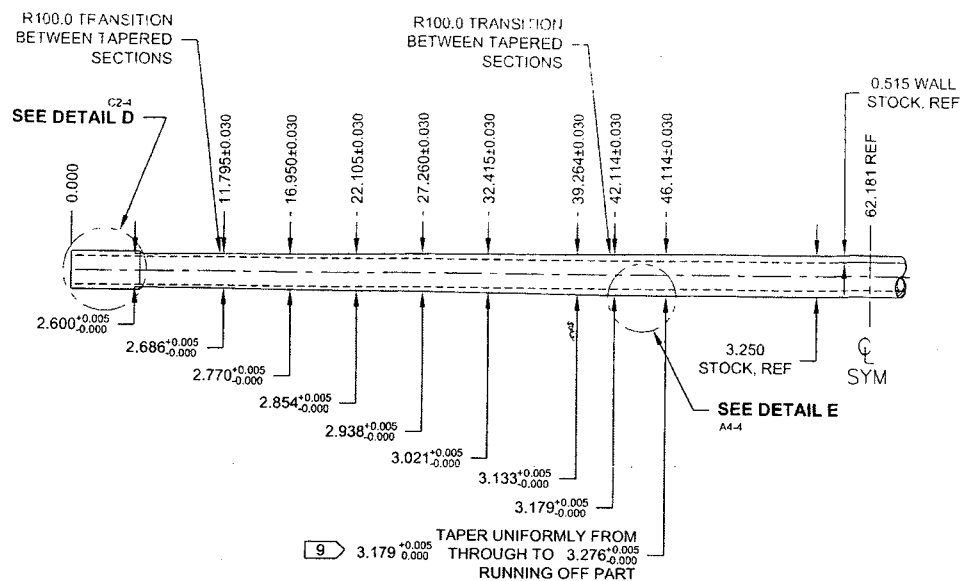 R100.0 TRANSITION
BETWEEN TAPERED
SECTIONS
R100.0 TRANSITION
BETWEEN TAPERED
SECTIONS
0.515 WALL
STOCK, REF
C2-4
SEE DETAIL D
0.000
11.795±0.030
16.950±0.030
22.105±0.030
27.260±0.030
32.415±0.030
39.264±0.030
42.114±0.030
46.114±0.030
62.181 REF
2.600 +0.005 -0.000
2.686 +0.005 -0.000
2.770 +0.005 -0.000
2.854 +0.005 -0.000
2.938 +0.005 -0.000
3.021 +0.005 -0.000
3.133 +0.005 -0.000
3.179 +0.005 -0.000
3.250
STOCK, REF
℄
SYM
SEE DETAIL E
A4-4
TAPER UNIFORMLY FROM
9 3.179 +0.005 0.000 THROUGH TO 3.276 +0.005 -0.000
RUNNING OFF PART